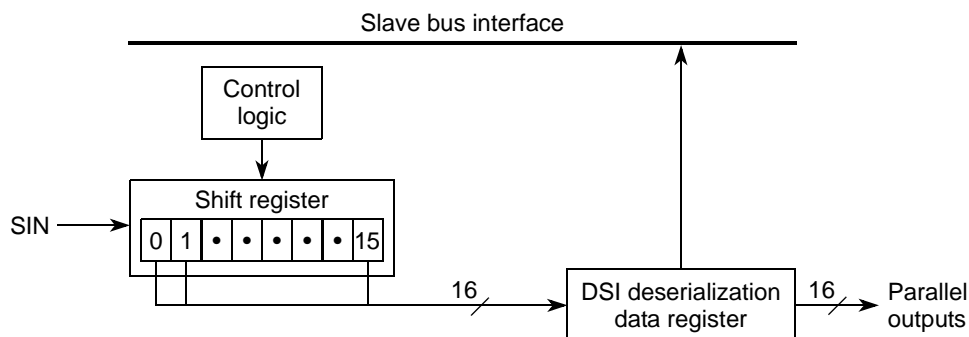 Slave bus interface
Control
logic
Shift register
SIN
0 1 • • • • • 15
16
DSI deserialization
data register
16
Parallel
outputs